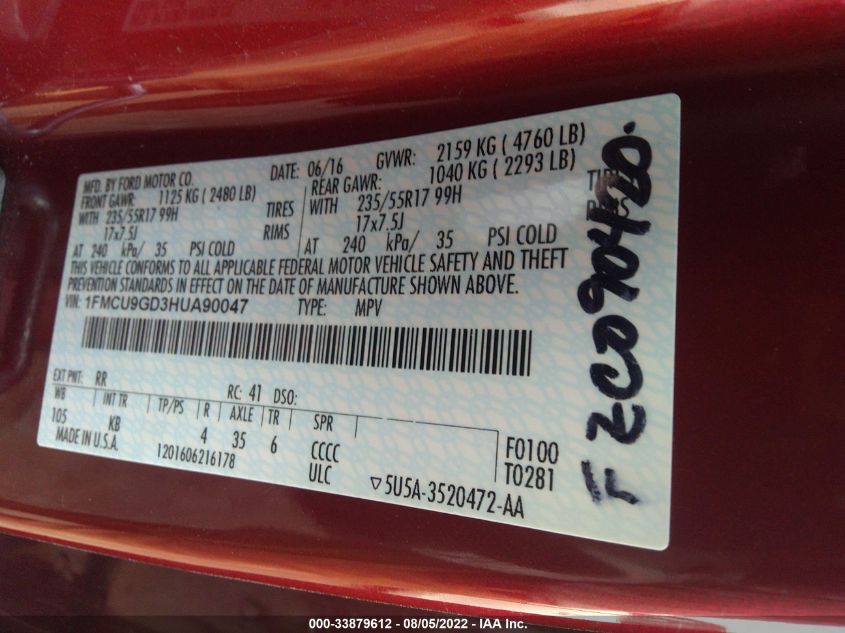 MFD. BY FORD MOTOR CO. DATE: 06/16 GVWR: 2159 KG ( 4760 LB)
FRONT GAWR: 1125 KG ( 2480 LB) REAR GAWR: 1040 KG ( 2293 LB)
WITH 235/55R17 99H TIRES WITH 235/55R17 99H
17x7.5J RIMS 17x7.5J
AT 240 kPa/ 35 PSI COLD AT 240 kPa/ 35 PSI COLD
THIS VEHICLE CONFORMS TO ALL APPLICABLE FEDERAL MOTOR VEHICLE SAFETY AND THEFT
PREVENTION STANDARDS IN EFFECT ON THE DATE OF MANUFACTURE SHOWN ABOVE.
VIN: 1FMCU9GD3HUA90047 TYPE: MPV
EXT PNT: RR RC: 41 DSO:
WB INT TR TP/PS R AXLE TR SPR
105 KB 4 35 6 CCCC F0100
MADE IN U.S.A. 1201606216178 ULC T0281
▽5U5A-3520472-AA
F ZC090420.
000-33879612 - 08/05/2022 - IAA Inc.